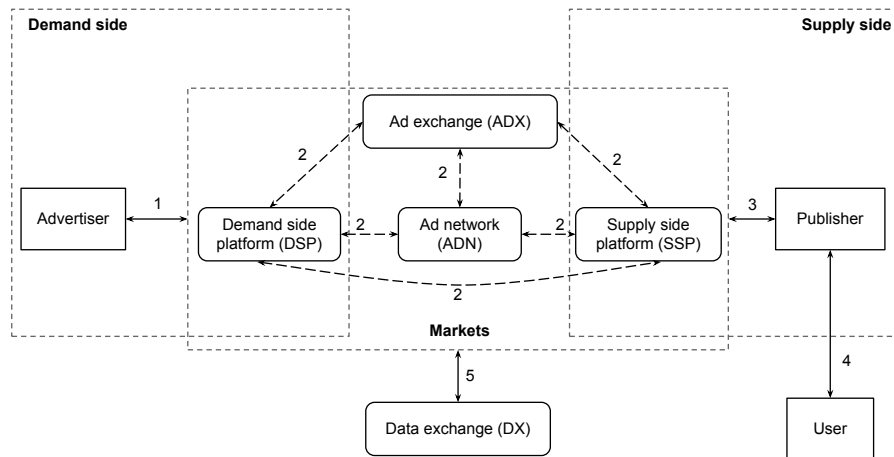 Demand side
Supply side
Ad exchange (ADX)
2
2
2
Advertiser
1
Demand side
platform (DSP)
2
Ad network
(ADN)
2
Supply side
platform (SSP)
3
Publisher
2
Markets
5
4
Data exchange (DX)
User